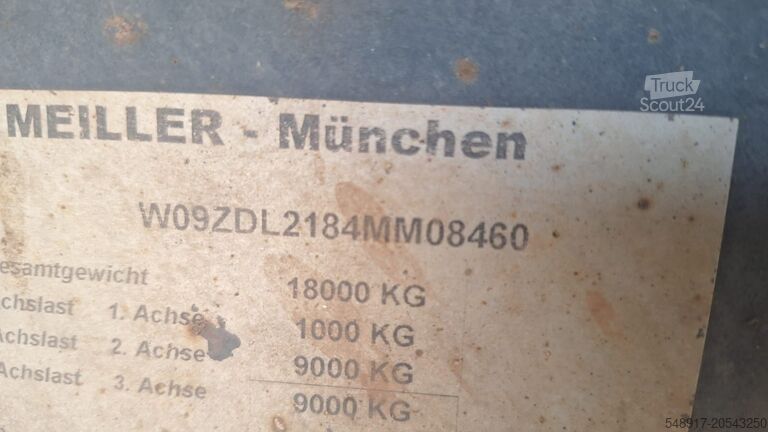 Truck
Scout24
MEILLER - München
W09ZDL2184MM08460
esamtgewicht 18000 KG
chslast 1. Achse 1000 KG
Achslast 2. Achse 9000 KG
Achslast 3. Achse 9000 KG
548917-20543250